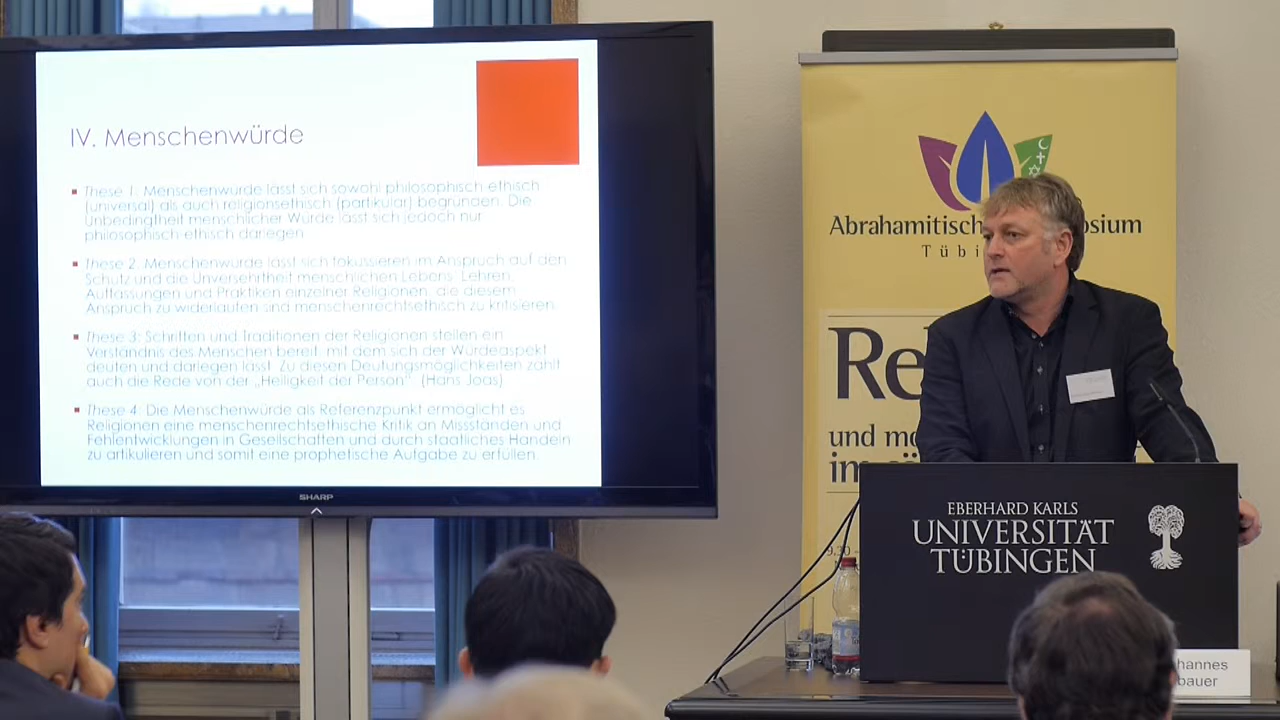 IV. Menschenwürde
These 1: Menschenwürde lässt sich sowohl philosophisch-ethisch
(universal) als auch religionsethisch (partikular) begründen. Die
Unbedingtheit menschlicher Würde lässt sich jedoch nur
philosophisch-ethisch darlegen.
These 2: Menschenwürde lässt sich fokussieren im Anspruch auf den
Schutz und die Unversehrtheit menschlichen Lebens. Lehren,
Auffassungen und Praktiken einzelner Religionen, die diesem
Anspruch zu widerlaufen sind menschenrechtsethisch zu kritisieren.
These 3: Schriften und Traditionen der Religionen stellen ein
Verständnis des Menschen bereit, mit dem sich der Würdeaspekt
deuten und darlegen lässt. Zu diesen Deutungsmöglichkeiten zählt
auch die Rede von der „Heiligkeit der Person". (Hans Joas)
These 4: Die Menschenwürde als Referenzpunkt ermöglicht es
Religionen eine menschenrechtsethische Kritik an Missständen und
Fehlentwicklungen in Gesellschaften und durch staatliches Handeln
zu artikulieren und somit eine prophetische Aufgabe zu erfüllen.
SHARP
Abrahamitisch osium
Tübi
Re
und m
im
9.30
EBERHARD KARLS
UNIVERSITÄT
TÜBINGEN
hannes
bauer